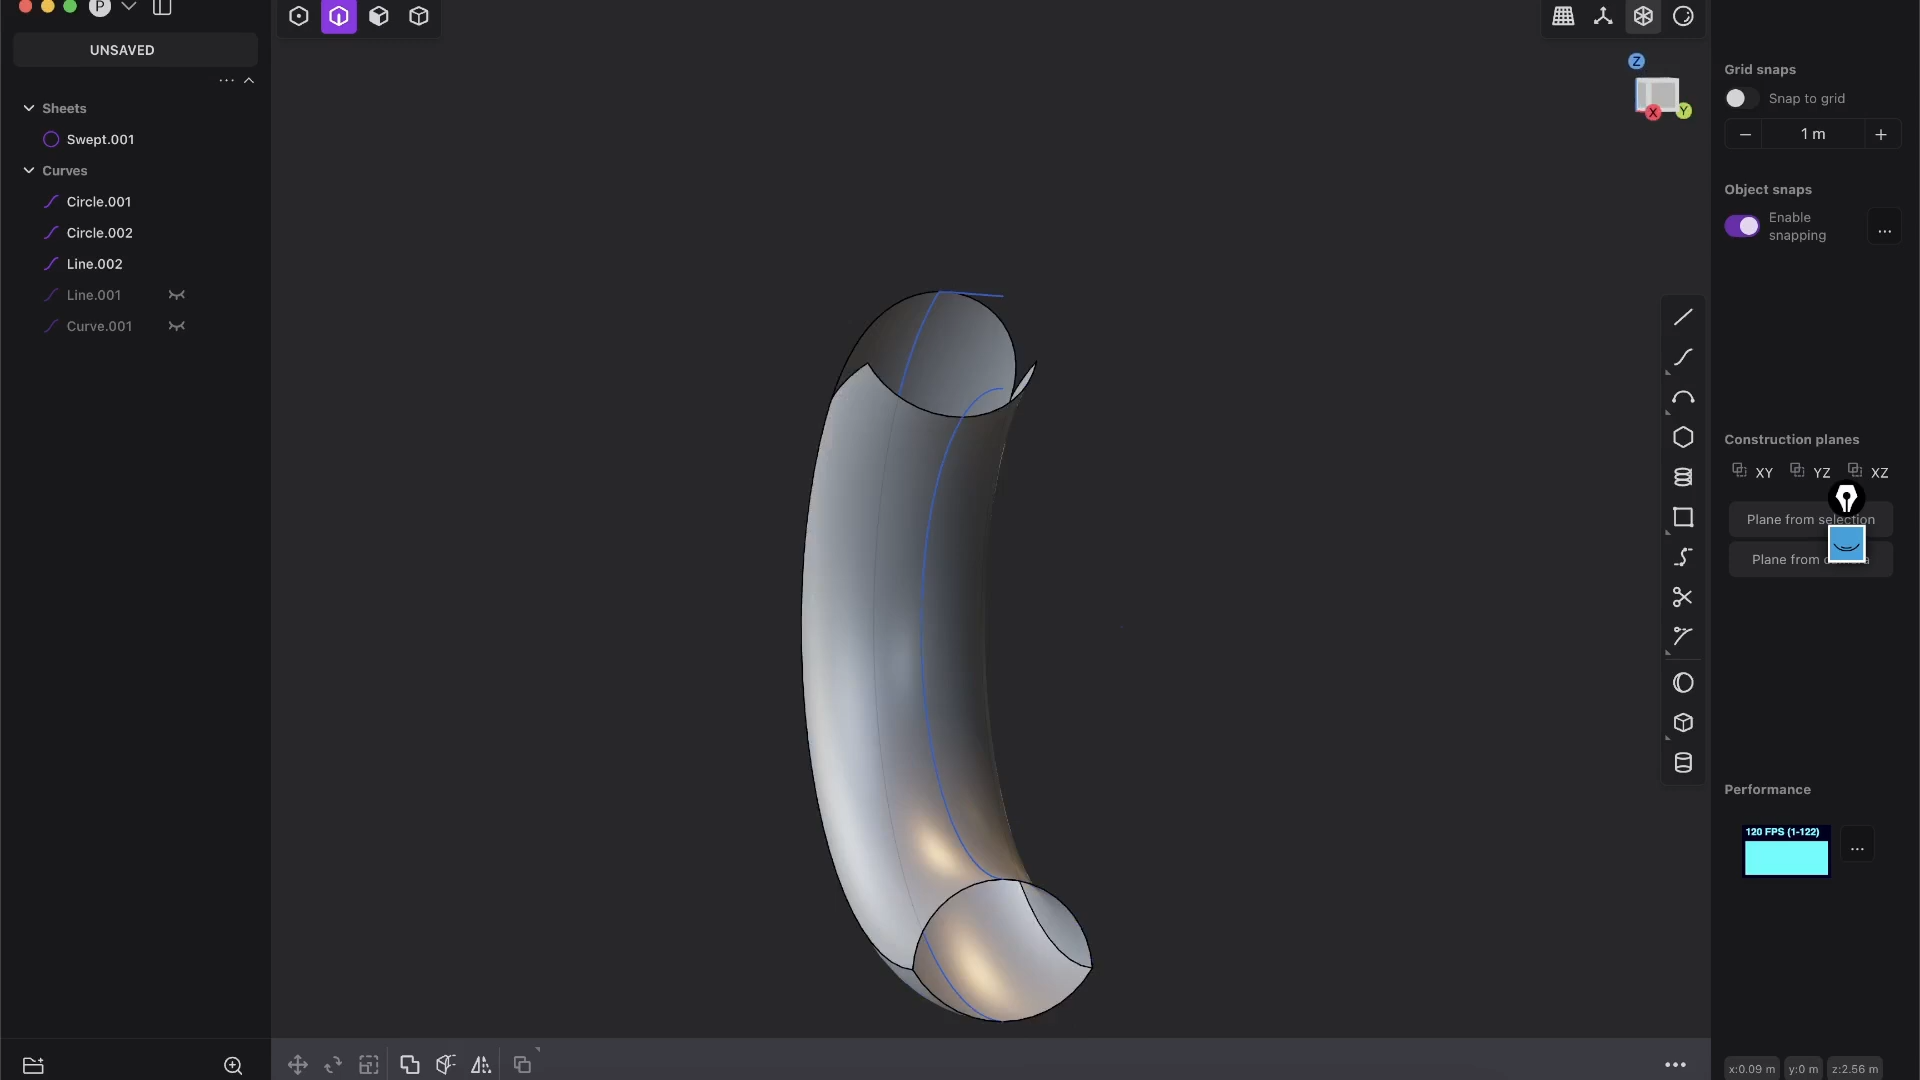 P
UNSAVED
Sheets
Swept.001
Curves
Circle.001
Circle.002
Line.002
Line.001
Curve.001
Z
X
Y
Grid snaps
Snap to grid
1 m
Object snaps
Enable
snapping
Construction planes
XY
YZ
XZ
Plane from selection
Plane from
Performance
120 FPS (1-122)
x:0.09 m
y:0 m
z:2.56 m